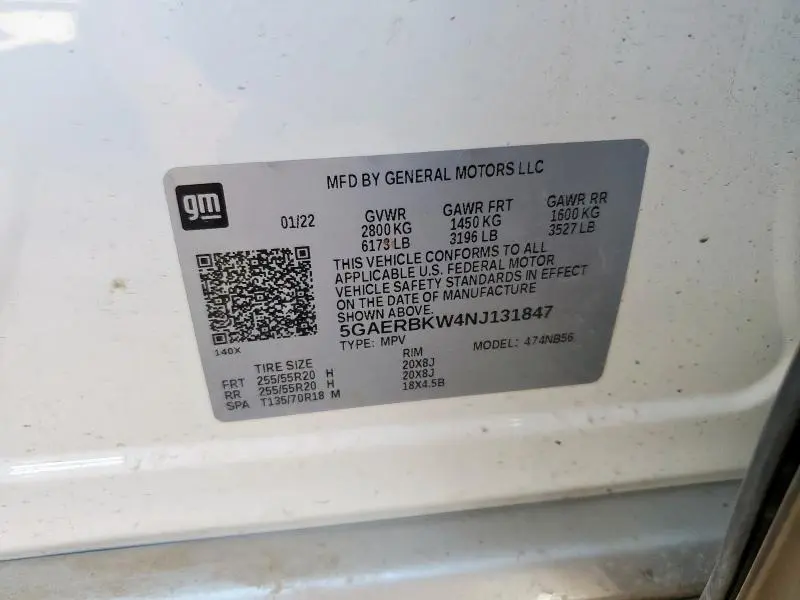 MFD BY GENERAL MOTORS LLC
gm
01/22
GVWR GAWR FRT GAWR RR
2800 KG 1450 KG 1600 KG
6173 LB 3196 LB 3527 LB
THIS VEHICLE CONFORMS TO ALL
APPLICABLE U.S. FEDERAL MOTOR
VEHICLE SAFETY STANDARDS IN EFFECT
ON THE DATE OF MANUFACTURE
SHOWN ABOVE.
5GAERBKW4NJ131847
140X
TYPE: MPV MODEL: 474NB56
TIRE SIZE RIM
FRT 255/55R20 H 20X8J
RR 255/55R20 H 20X8J
SPA T135/70R18 M 18X4.5B